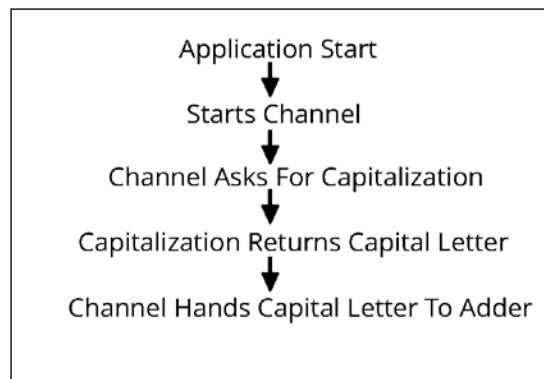 Application Start
Starts Channel
Channel Asks For Capitalization
Capitalization Returns Capital Letter
Channel Hands Capital Letter To Adder